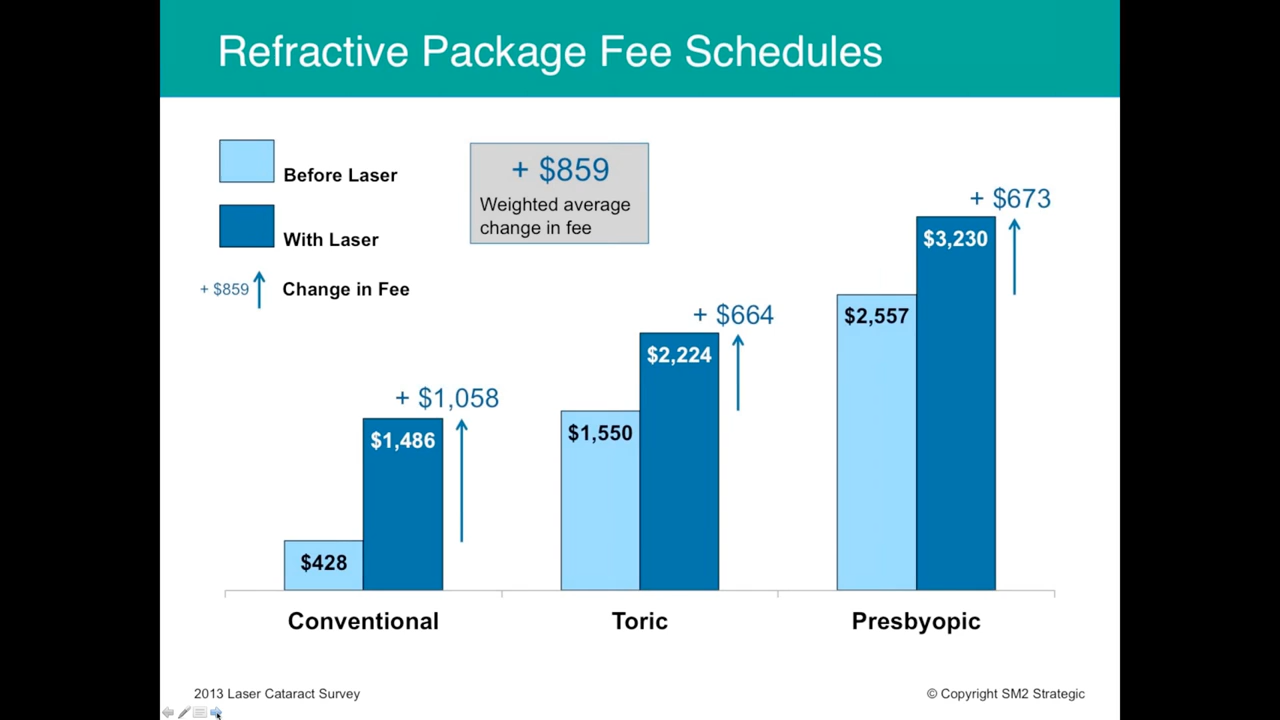 Refractive Package Fee Schedules
Before Laser
With Laser
+ $859
Change in Fee
+ $859
Weighted average
change in fee
+ $1,058
$1,486
$428
+ $664
$2,224
$1,550
+ $673
$3,230
$2,557
Conventional
Toric
Presbyopic
2013 Laser Cataract Survey
© Copyright SM2 Strategic